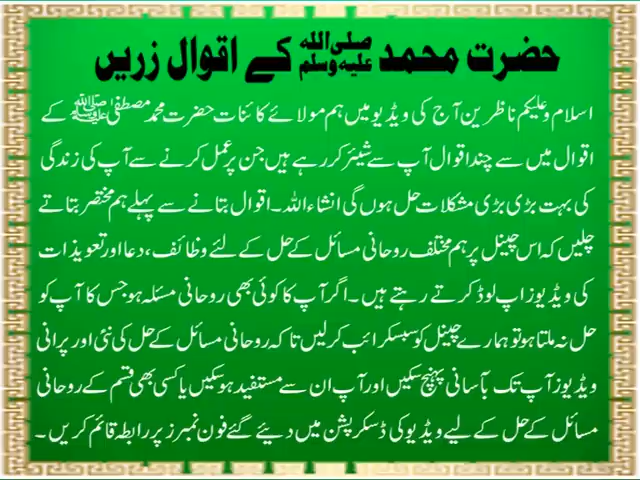 حضرت محمد صلی اللہ علیہ وسلم کے اقوال زریں
اسلام و علیکم ناظرین آج کی ویڈیو میں ہم مولائے کائنات حضرت محمد مصطفیٰ ﷺ کے
اقوال میں سے چند اقوال آپ سے شیئر کر رہے ہیں جن پر عمل کرنے سے آپ کی زندگی
کی بہت بڑی بڑی مشکلات حل ہوں گی انشاء اللہ۔ اقوال بتانے سے پہلے ہم مختصر بتاتے
چلیں کہ اس چینل پر ہم مختلف روحانی مسائل کے حل کے لئے وظائف، دعا اور تعویذات
کی ویڈیوز اپ لوڈ کرتے رہتے ہیں۔ اگر آپ کا کوئی بھی روحانی مسئلہ ہو جس کا آپ کو
حل نہ ملتا ہو تو ہمارے چینل کو سبسکرائب کر لیں تا کہ روحانی مسائل کے حل کی نئی اور پرانی
ویڈیوز آپ تک بآسانی پہنچ سکیں اور آپ ان سے مستفید ہو سکیں یا کسی بھی قسم کے روحانی
مسائل کے حل کے لیے ویڈیو کی ڈسکرپشن میں دیئے گئے فون نمبرز پر رابطہ قائم کریں۔